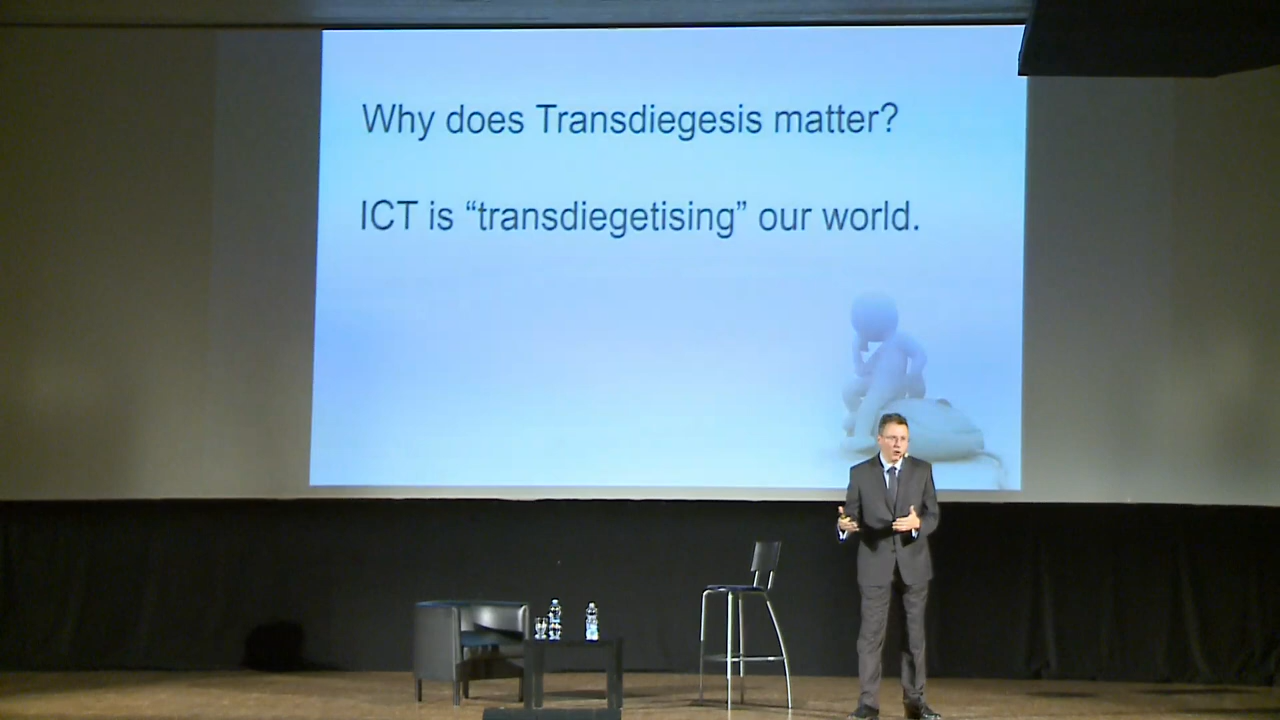 Why does Transdiegesis matter?
ICT is “transdiegetising” our world.